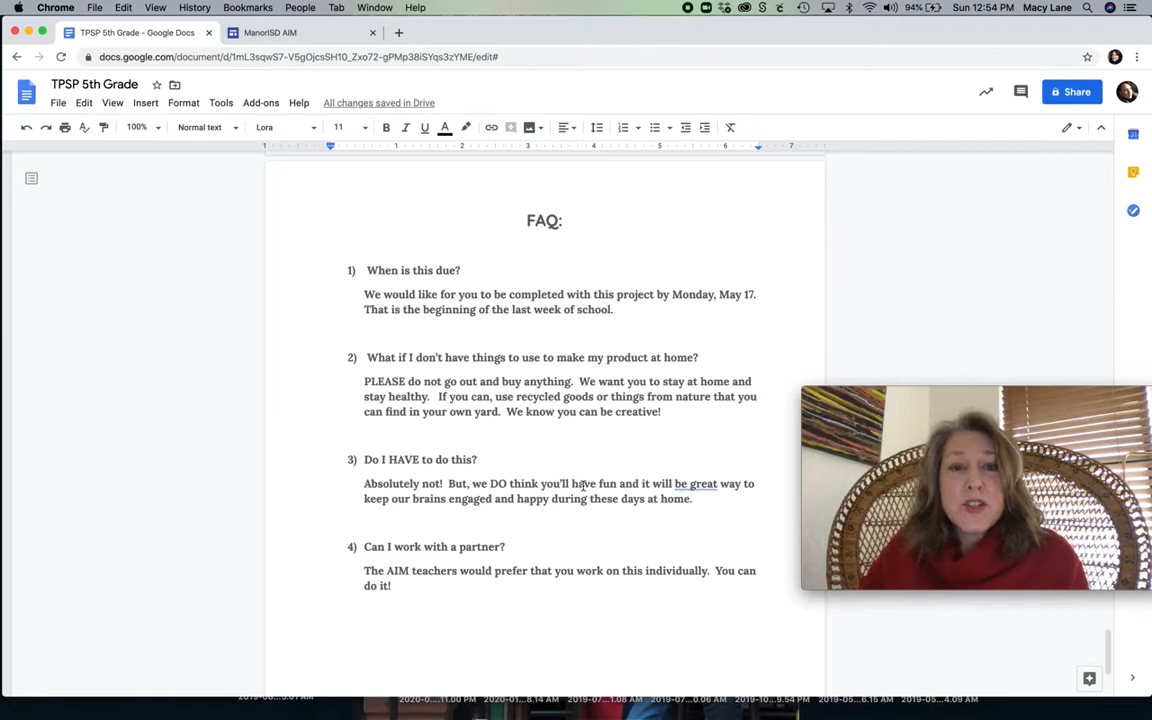 Chrome File Edit View History Bookmarks People Tab Window Help 94% Sun 12:54 PM Macy Lane
TPSP 5th Grade - Google Docs × ManorISD AIM × +
docs.google.com/document/d/1mL3sqwS7-V5gOjcsSH10_Zxo72-gPMp38iSYqs3zYME/edit#
TPSP 5th Grade
File Edit View Insert Format Tools Add-ons Help All changes saved in Drive Share
100% Normal text Lora 11 B I U A
1 1 2 3 4 5 6 7
FAQ:
1) When is this due?
We would like for you to be completed with this project by Monday, May 17.
That is the beginning of the last week of school.
2) What if I don't have things to use to make my product at home?
PLEASE do not go out and buy anything. We want you to stay at home and
stay healthy. If you can, use recycled goods or things from nature that you
can find in your own yard. We know you can be creative!
3) Do I HAVE to do this?
Absolutely not! But, we DO think you'll have fun and it will be great way to
keep our brains engaged and happy during these days at home.
4) Can I work with a partner?
The AIM teachers would prefer that you work on this individually. You can
do it!